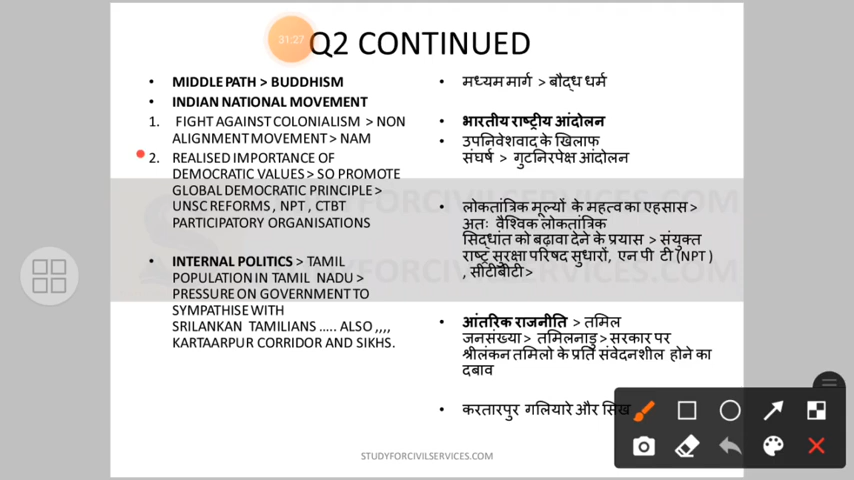 31:27
Q2 CONTINUED
• MIDDLE PATH > BUDDHISM
• INDIAN NATIONAL MOVEMENT
1. FIGHT AGAINST COLONIALISM > NON
ALIGNMENT MOVEMENT> NAM
2. REALISED IMPORTANCE OF
DEMOCRATIC VALUES> SO PROMOTE
GLOBAL DEMOCRATIC PRINCIPLE >
UNSC REFORMS , NPT , CTBT
PARTICIPATORY ORGANISATIONS
• INTERNAL POLITICS > TAMIL
POPULATION IN TAMIL NADU >
PRESSURE ON GOVERNMENT TO
SYMPATHISE WITH
SRILANKAN TAMILIANS ..... ALSO ,,,,
KARTAARPUR CORRIDOR AND SIKHS.
• मध्यम मार्ग > बौद्ध धर्म
• भारतीय राष्ट्रीय आंदोलन
• उपनिवेशवाद के खिलाफ
संघर्ष > गुटनिरपेक्ष आंदोलन
• लोकतांत्रिक मूल्यों के महत्व का एहसास>
अतः वैश्विक लोकतांत्रिक
सिद्धांत को बढ़ावा देने के प्रयास > संयुक्त
राष्ट्र सुरक्षा परिषद सुधारों, एन पी टी (NPT )
, सीटीबीटी>
• आंतरिक राजनीति > तमिल
जनसंख्या> तमिलनाडु > सरकार पर
श्रीलंकन तमिलो के प्रति संवेदनशील होने का
दबाव
• करतारपुर गलियारे और सिख
STUDYFORCIVILSERVICES.COM